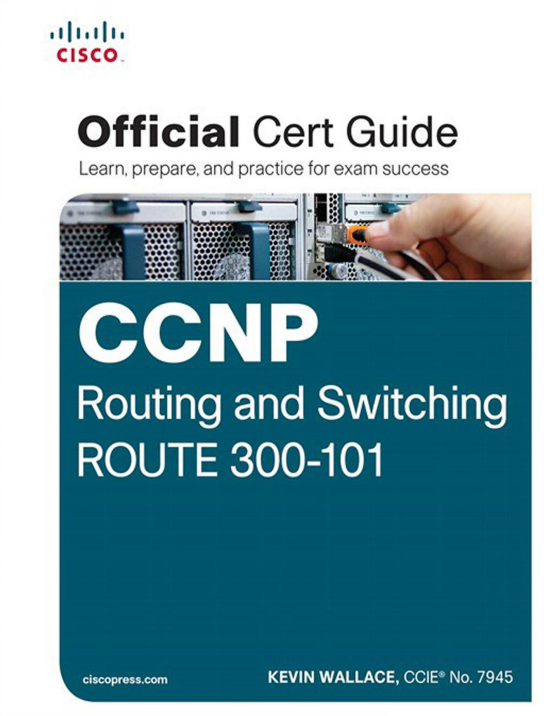 CISCO
Official Cert Guide
Learn, prepare, and practice for exam success
CCNP
Routing and Switching
ROUTE 300-101
ciscopress.com
KEVIN WALLACE, CCIE® No. 7945